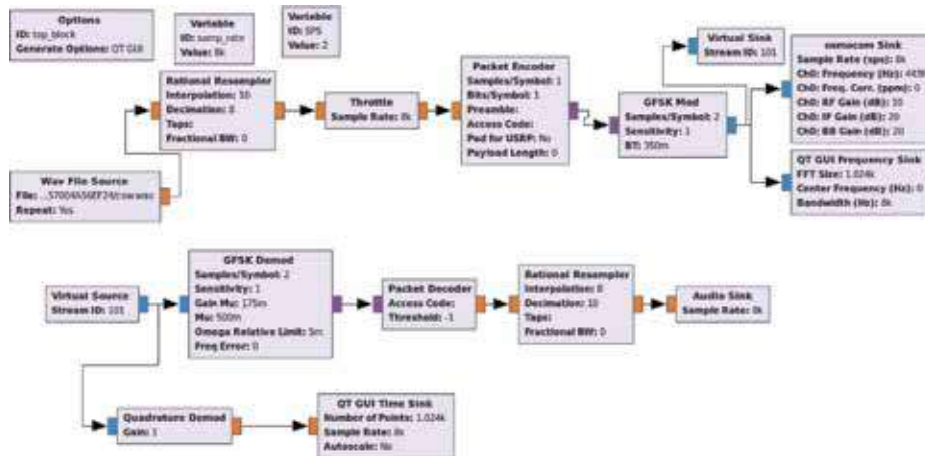 Options
ID: top_block
Generate Options: QT GUI
Variable
ID: samp_rate
Value: 8k
Variable
ID: SPS
Value: 2
Wav File Source
Repeat: Yes
Rational Resampler
Interpolation: 10
Decimation: 8
Taps:
Fractional BW: 0
Throttle
Sample Rate: 8k
Packet Encoder
Samples/Symbol: 1
Bits/Symbol: 1
Preamble:
Access Code:
Pad for USRP: No
Payload Length: 0
GFSK Mod
Samples/Symbol: 2
Sensitivity: 1
BT: 350m
Virtual Sink
Stream ID: 101
osmocom Sink
Sample Rate (sps): 8k
Ch0: Frequency (Hz):
Ch0: Freq. Corr. (ppm): 0
Ch0: RF Gain (dB): 10
Ch0: IF Gain (dB): 20
Ch0: BB Gain (dB): 20
QT GUI Frequency Sink
FFT Size: 1.024k
Center Frequency (Hz): 0
Bandwidth (Hz): 8k
Virtual Source
Stream ID: 101
GFSK Demod
Samples/Symbol: 2
Sensitivity: 1
Gain Mu: 175m
Mu: 500m
Omega Relative Limit: 5m
Freq Error: 0
Packet Decoder
Access Code:
Threshold: -1
Rational Resampler
Interpolation: 8
Decimation: 10
Taps:
Fractional BW: 0
Audio Sink
Sample Rate: 8k
Quadrature Demod
Gain: 1
QT GUI Time Sink
Number of Points: 1.024k
Sample Rate: 8k
Autoscale: No